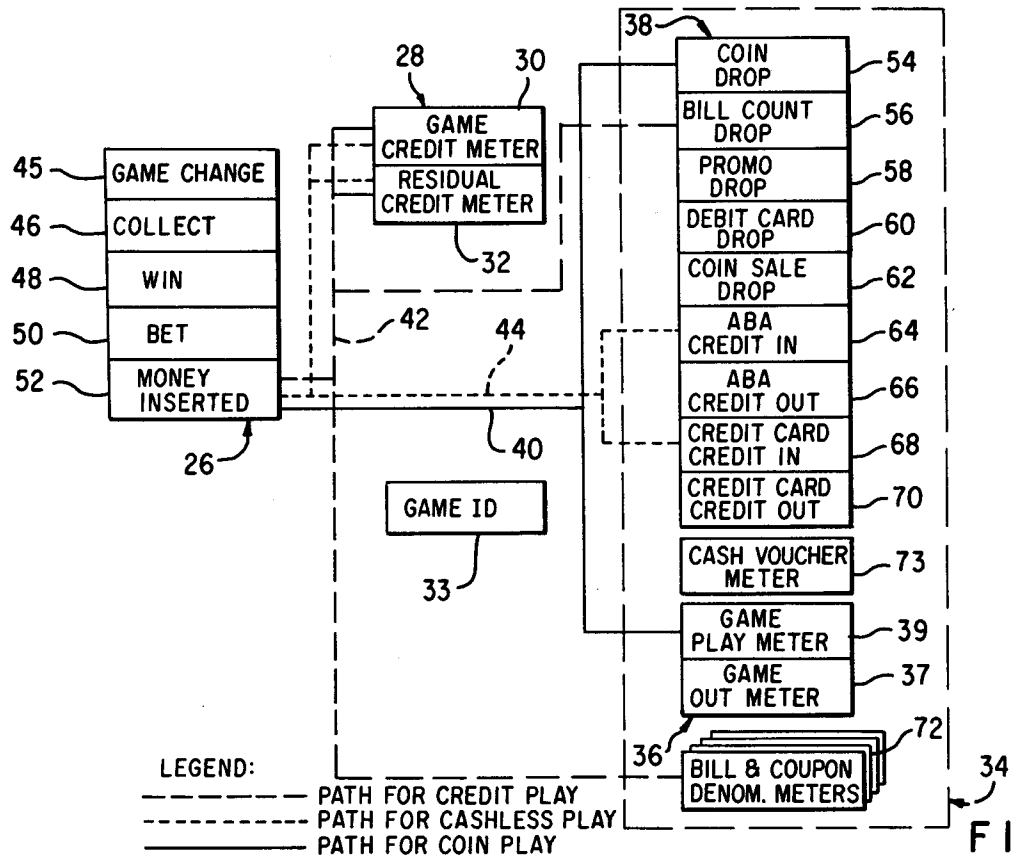 38
28
30
COIN DROP
54
GAME CREDIT METER
BILL COUNT DROP
56
45
GAME CHANGE
PROMO DROP
58
RESIDUAL CREDIT METER
46
COLLECT
DEBIT CARD DROP
60
32
48
WIN
COIN SALE DROP
62
50
BET
42
44
ABA CREDIT IN
64
52
MONEY INSERTED
ABA CREDIT OUT
66
26
40
CREDIT CARD CREDIT IN
68
GAME ID
CREDIT CARD CREDIT OUT
70
33
CASH VOUCHER METER
73
GAME PLAY METER
39
GAME OUT METER
37
36
72
LEGEND:
BILL & COUPON DENOM. METERS
34
PATH FOR CREDIT PLAY
PATH FOR CASHLESS PLAY
PATH FOR COIN PLAY
FI